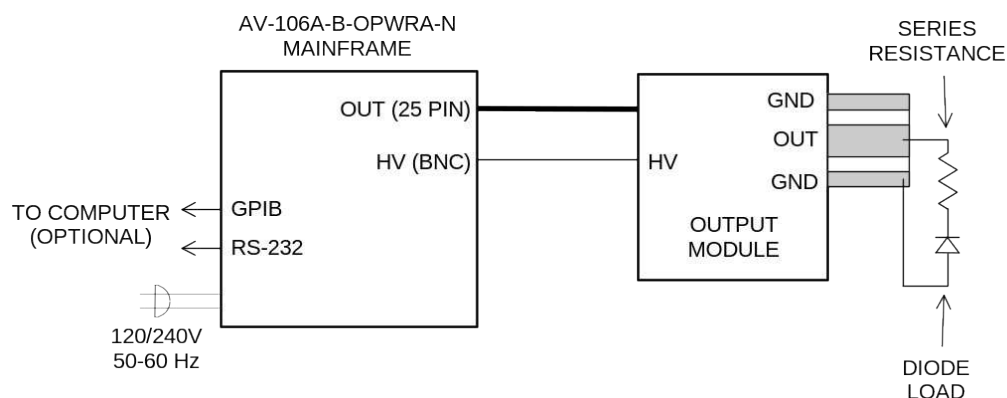 AV-106A-B-OPWRA-N
MAINFRAME
OUT (25 PIN)
HV (BNC)
GPIB
RS-232
TO COMPUTER
(OPTIONAL)
120/240V
50-60 Hz
HV
GND
OUT
GND
OUTPUT
MODULE
SERIES
RESISTANCE
DIODE
LOAD